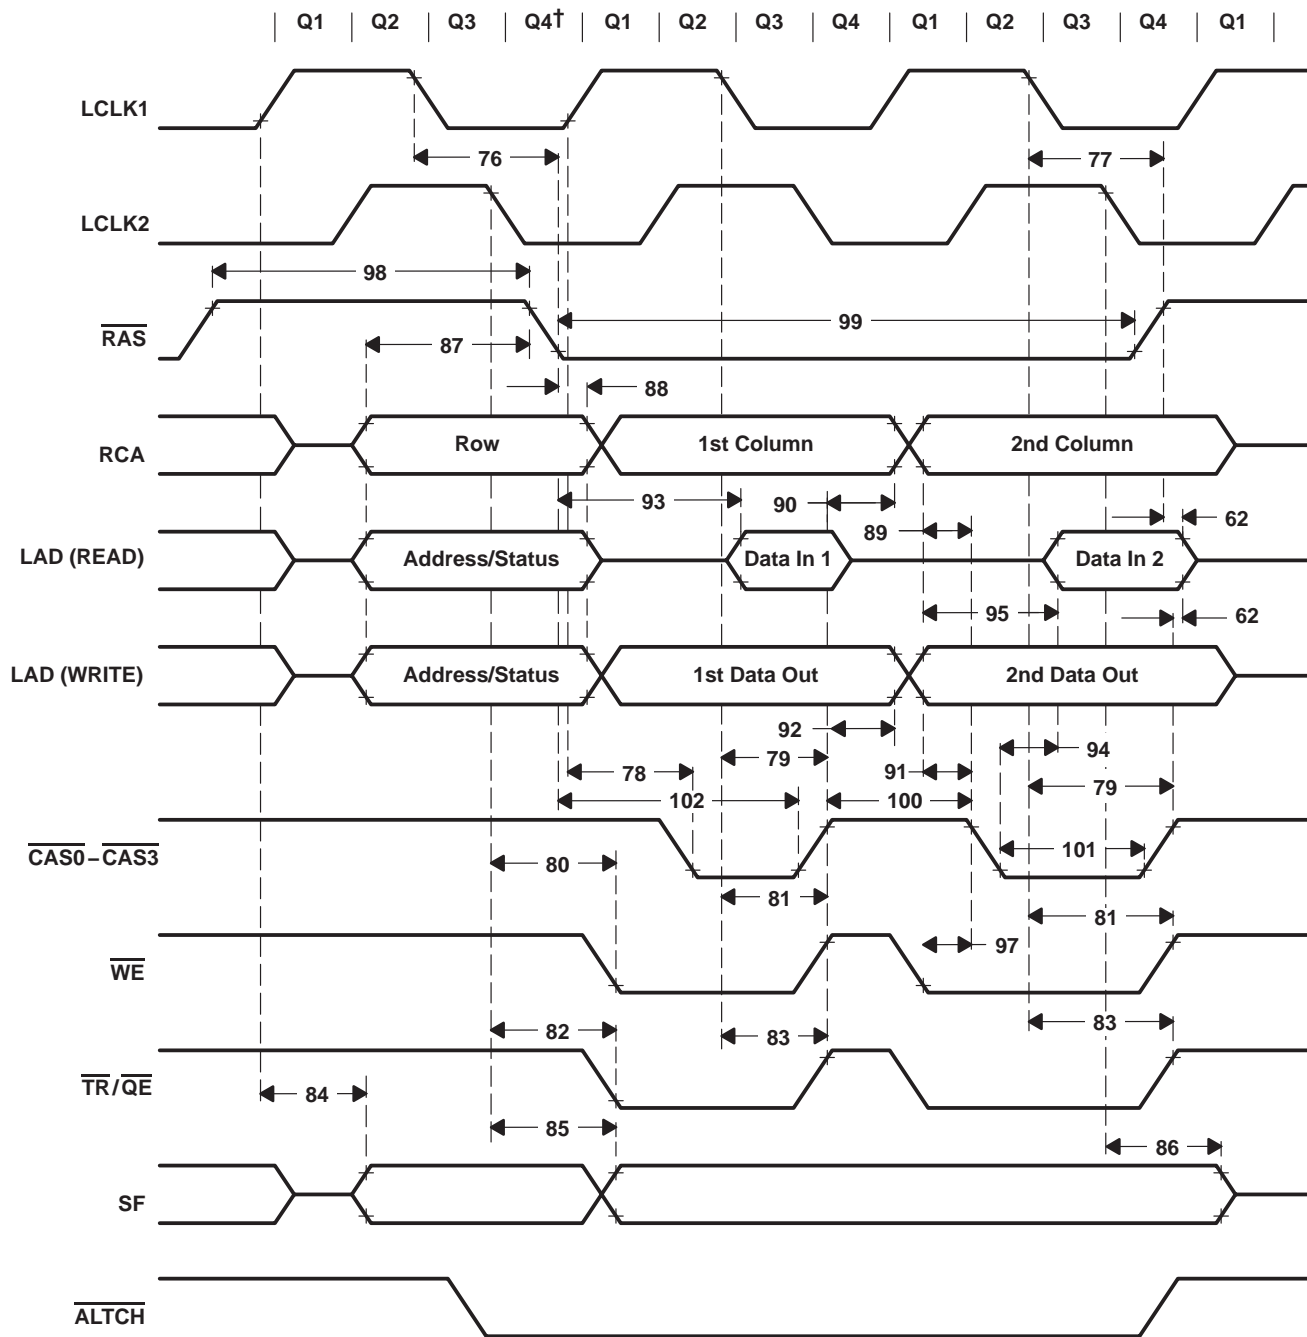 Q1 Q2 Q3 Q4† Q1 Q2 Q3 Q4 Q1 Q2 Q3 Q4 Q1
LCLK1
76 77
LCLK2
98
RAS
99
87
88
RCA Row 1st Column 2nd Column
93 90 89 62
LAD (READ) Address/Status Data In 1 Data In 2
95 62
LAD (WRITE) Address/Status 1st Data Out 2nd Data Out
92 94
79
78 91 79
102 100
CAS0–CAS3
80 101
81 81
WE 97
82 83 83
TR/QE
84
85 86
SF
ALTCH